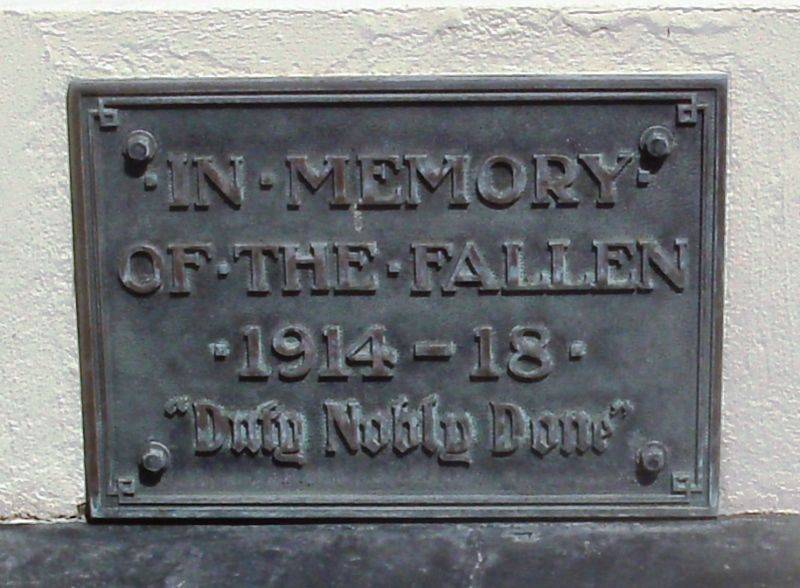 ·IN·MEMORY·
OF·THE·FALLEN
·1914-18·
"Duty Nobly Done"